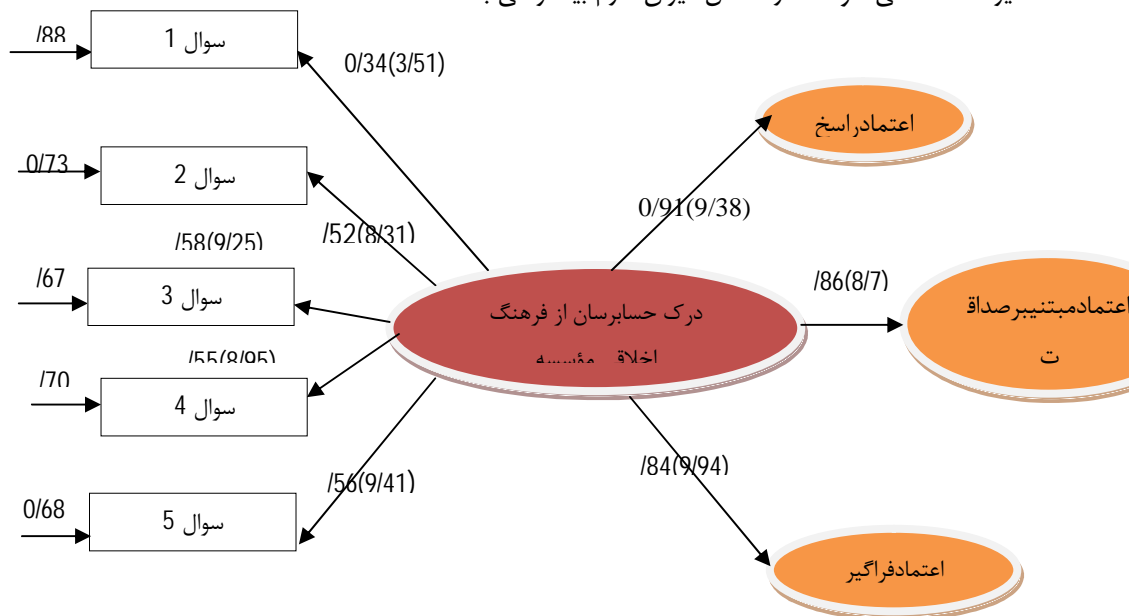 /88
سوال 1
0/34(3/51)
اعتمادراسخ
0/73
سوال 2
/52(8/31)
0/91(9/38)
/58(9/25)
/67
سوال 3
درک حسابرسان از فرهنگ
اخلاقی مؤسسه
/86(8/7)
اعتمادمبتنیبرصداق
ت
/55(8/95)
/70
سوال 4
/56(9/41)
/84(9/94)
0/68
سوال 5
اعتمادفراگیر